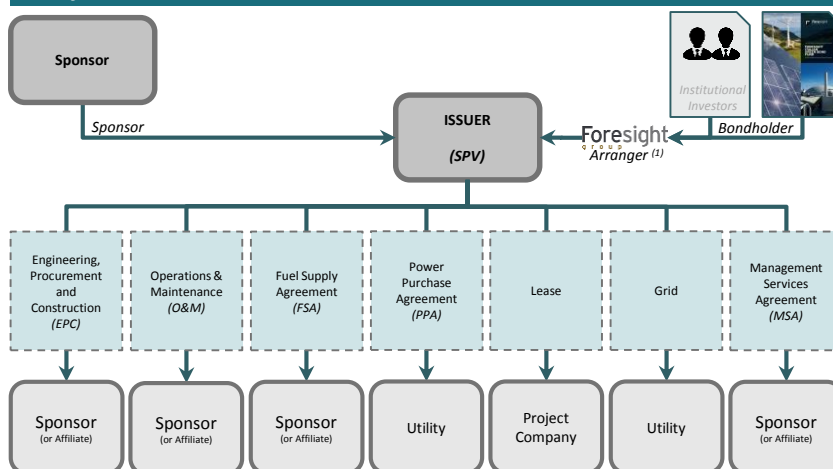 Sponsor
Institutional
Investors
ISSUER
(SPV)
Sponsor
Foresight
group
Arranger (1)
Bondholder
Engineering,
Procurement
and
Construction
(EPC)
Operations &
Maintenance
(O&M)
Fuel Supply
Agreement
(FSA)
Power
Purchase
Agreement
(PPA)
Lease
Grid
Management
Services
Agreement
(MSA)
Sponsor
(or Affiliate)
Sponsor
(or Affiliate)
Sponsor
(or Affiliate)
Utility
Project
Company
Utility
Sponsor
(or Affiliate)